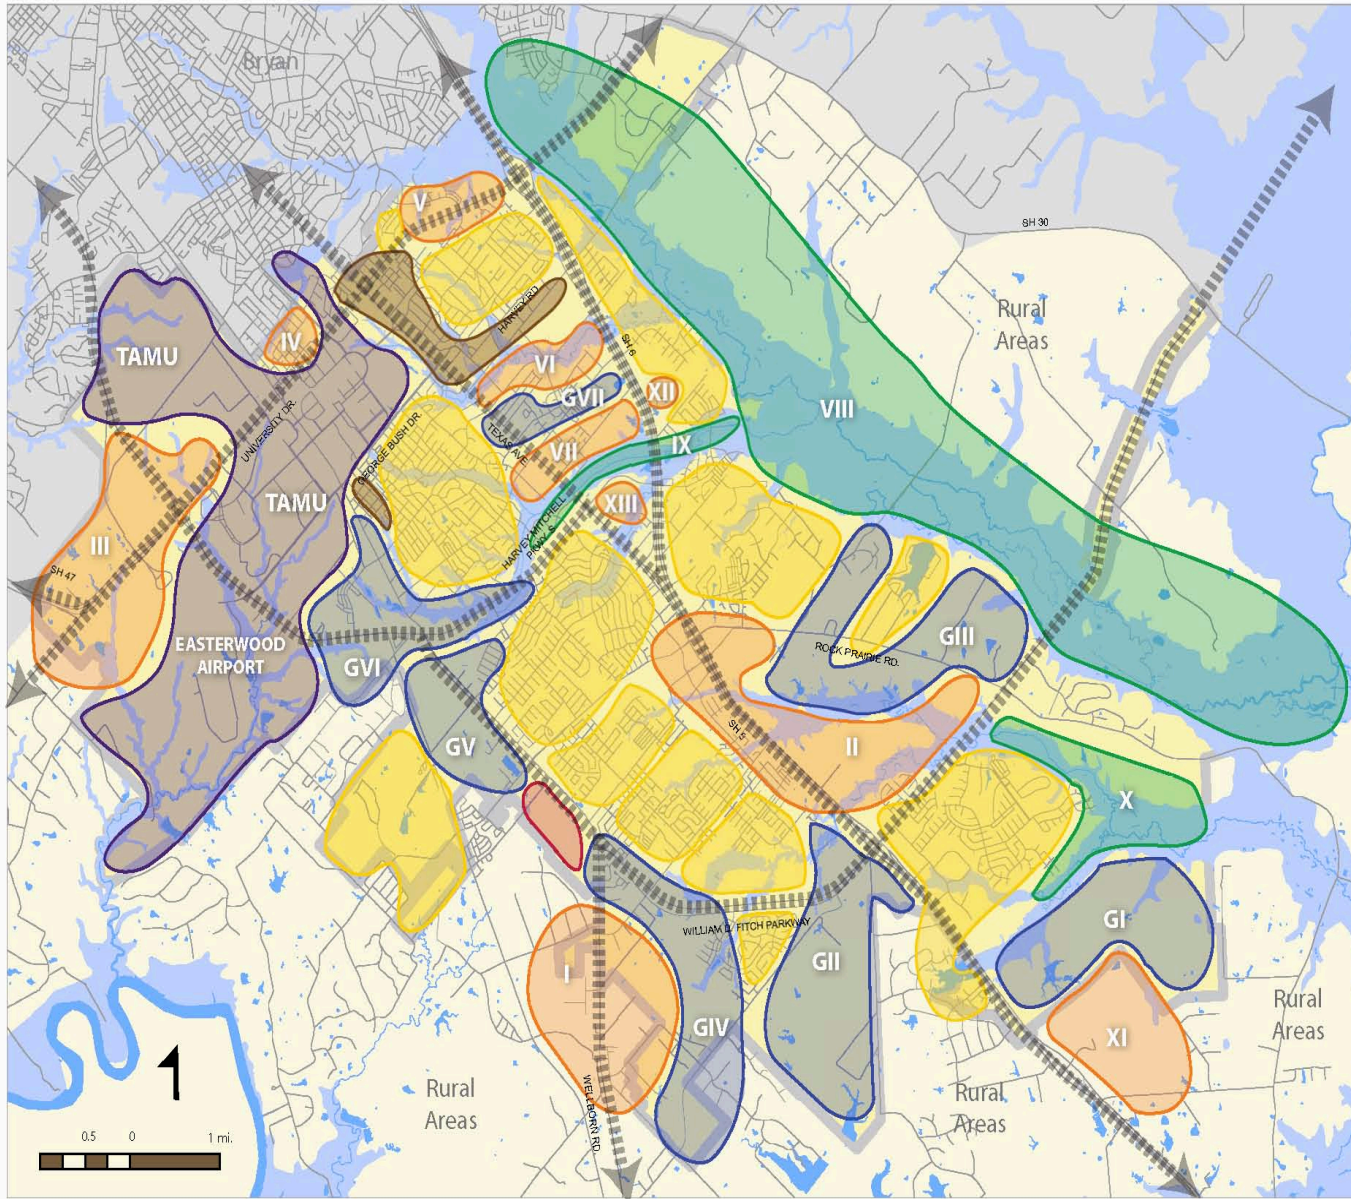 Bryan
V
SH 30
Rural
Areas
HARVEY RD
IV
TAMU
SH 6
VI
XII
GVII
VIII
UNIVERSITY DR.
GEORGE BUSH DR.
TEXAS AVE
IX
VII
TAMU
XIII
HARVEY MITCHELL
PKWY S
III
SH 47
EASTERWOOD
AIRPORT
GIII
ROCK PRAIRIE RD.
GVI
GV
II
X
GI
WILLIAM D. FITCH PARKWAY
GII
I
GIV
XI
Rural
Areas
Rural
Areas
Rural
Areas
WELLBORN RD.
0.5 0 1 mi.